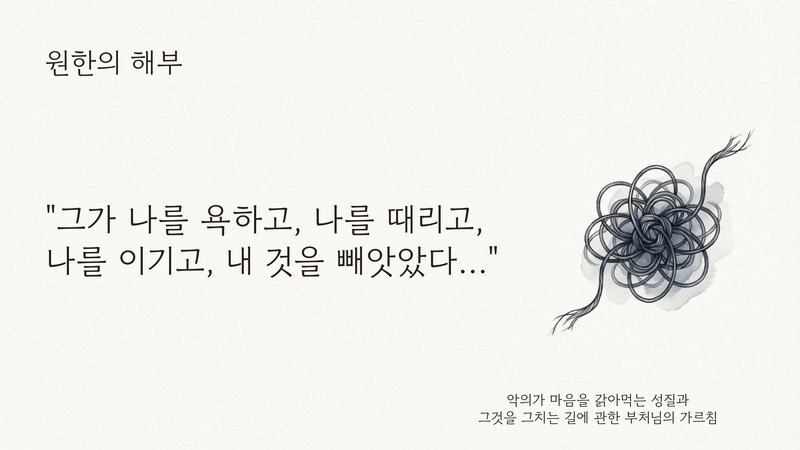 원한의 해부
"그가 나를 욕하고, 나를 때리고,
나를 이기고, 내 것을 빼앗았다..."
악의가 마음을 갉아먹는 성질과
그것을 그치는 길에 관한 부처님의 가르침